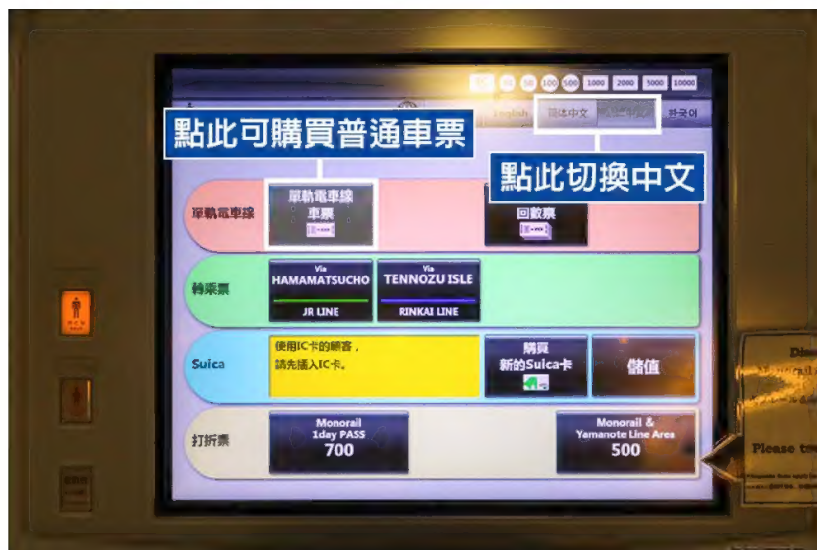 100 500 1000 2000 5000 10000
English 简体中文 한국어
點此可購買普通車票
點此切換中文
單軌電車線
單軌電車線
車票
回數票
轉乘票
Via
HAMAMATSUCHO
JR LINE
Via
TENNOZU ISLE
RINKAI LINE
Suica
使用IC卡的顧客，
請先插入IC卡。
購買
新的Suica卡
儲值
打折票
Monorail
1day PASS
700
Monorail &
Yamanote Line Area
500
Please